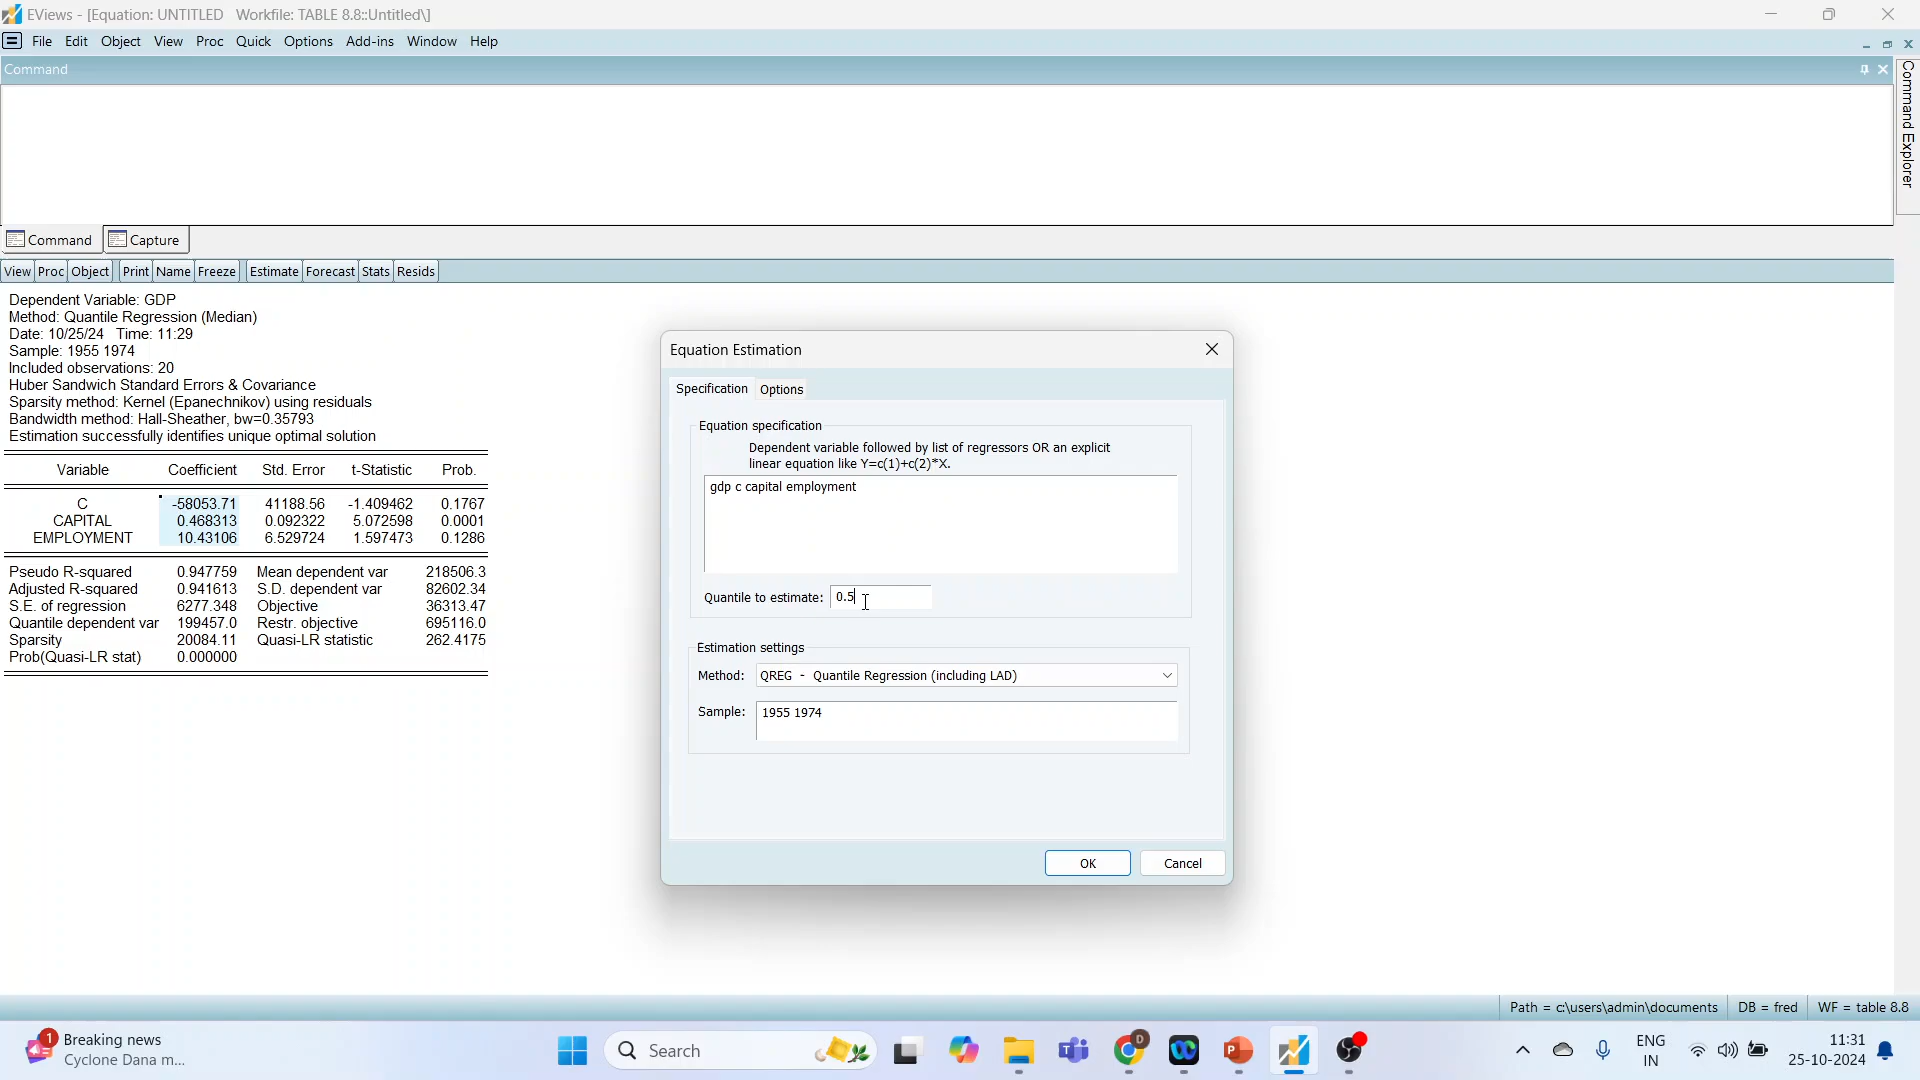 EViews - [Equation: UNTITLED   Workfile: TABLE 8.8::Untitled\]
File Edit Object View Proc Quick Options Add-ins Window Help
Command
Command Explorer
Command Capture
View Proc Object Print Name Freeze Estimate Forecast Stats Resids
Dependent Variable: GDP
Method: Quantile Regression (Median)
Date: 10/25/24   Time: 11:29
Sample: 1955 1974
Included observations: 20
Huber Sandwich Standard Errors & Covariance
Sparsity method: Kernel (Epanechnikov) using residuals
Bandwidth method: Hall-Sheather, bw=0.35793
Estimation successfully identifies unique optimal solution
Variable Coefficient Std. Error t-Statistic Prob.
C -58053.71 41188.56 -1.409462 0.1767
CAPITAL 0.468313 0.092322 5.072598 0.0001
EMPLOYMENT 10.43106 6.529724 1.597473 0.1286
Pseudo R-squared 0.947759 Mean dependent var 218506.3
Adjusted R-squared 0.941613 S.D. dependent var 82602.34
S.E. of regression 6277.348 Objective 36313.47
Quantile dependent var 199457.0 Restr. objective 695116.0
Sparsity 20084.11 Quasi-LR statistic 262.4175
Prob(Quasi-LR stat) 0.000000
Equation Estimation
Specification Options
Equation specification
Dependent variable followed by list of regressors OR an explicit
linear equation like Y=c(1)+c(2)*X.
gdp c capital employment
Quantile to estimate: 0.5
Estimation settings
Method: QREG - Quantile Regression (including LAD)
Sample: 1955 1974
OK Cancel
Path = c:\users\admin\documents DB = fred WF = table 8.8
1 Breaking news
Cyclone Dana m...
Search
ENG
IN
11:31
25-10-2024